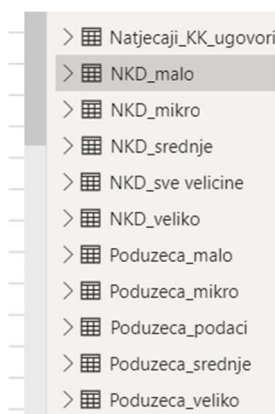 Natjecaji_KK_ugovori
NKD_malo
NKD_mikro
NKD_srednje
NKD_sve velicine
NKD_veliko
Poduzeca_malo
Poduzeca_mikro
Poduzeca_podaci
Poduzeca_srednje
Poduzeca_veliko